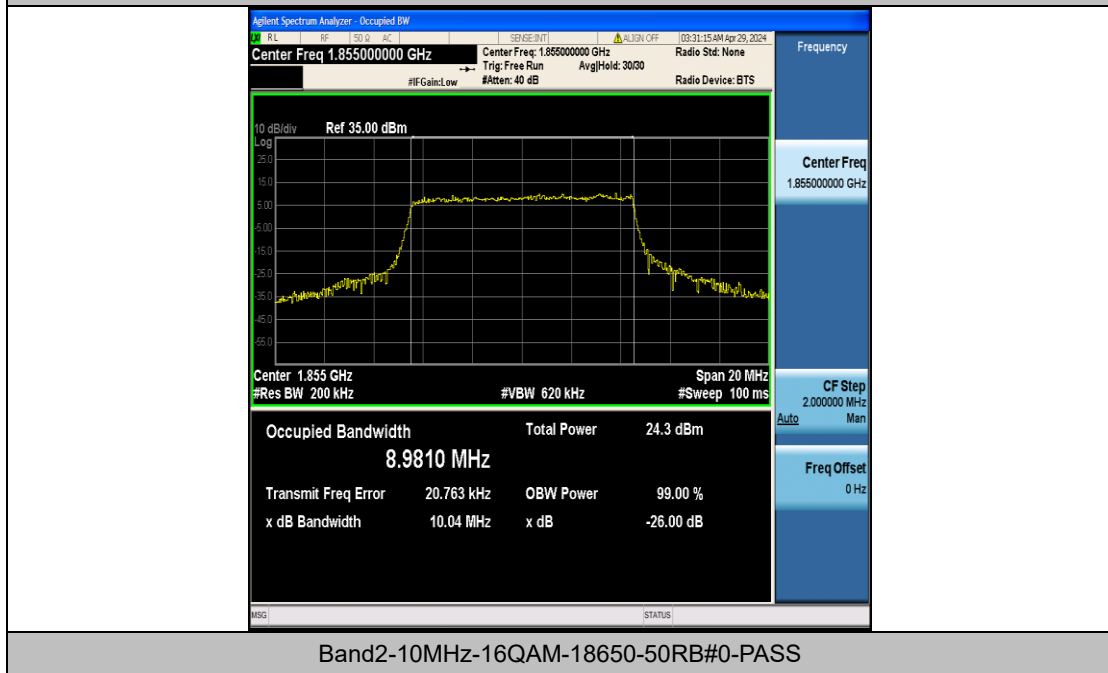 Agilent Spectrum Analyzer - Occupied BW
LXI RL RF 50 Ω AC SENSE:INT ALIGN OFF 03:31:15 AM Apr 29, 2024
Center Freq 1.855000000 GHz
Center Freq: 1.855000000 GHz Radio Std: None
Trig: Free Run Avg|Hold: 30/30
#IFGain:Low #Atten: 40 dB Radio Device: BTS
Frequency
10 dB/div Ref 35.00 dBm
Log
25.0
15.0
5.00
-5.00
-15.0
-25.0
-35.0
-45.0
-55.0
Center 1.855 GHz Span 20 MHz
#Res BW 200 kHz #VBW 620 kHz #Sweep 100 ms
Occupied Bandwidth Total Power 24.3 dBm
8.9810 MHz
Transmit Freq Error 20.763 kHz OBW Power 99.00 %
x dB Bandwidth 10.04 MHz x dB -26.00 dB
Center Freq
1.855000000 GHz
CF Step
2.000000 MHz
Auto Man
Freq Offset
0 Hz
MSG STATUS
Band2-10MHz-16QAM-18650-50RB#0-PASS